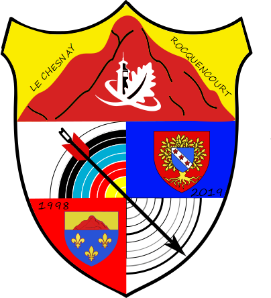 LE CHESNAY
ROCQUENCOURT
2019
1998